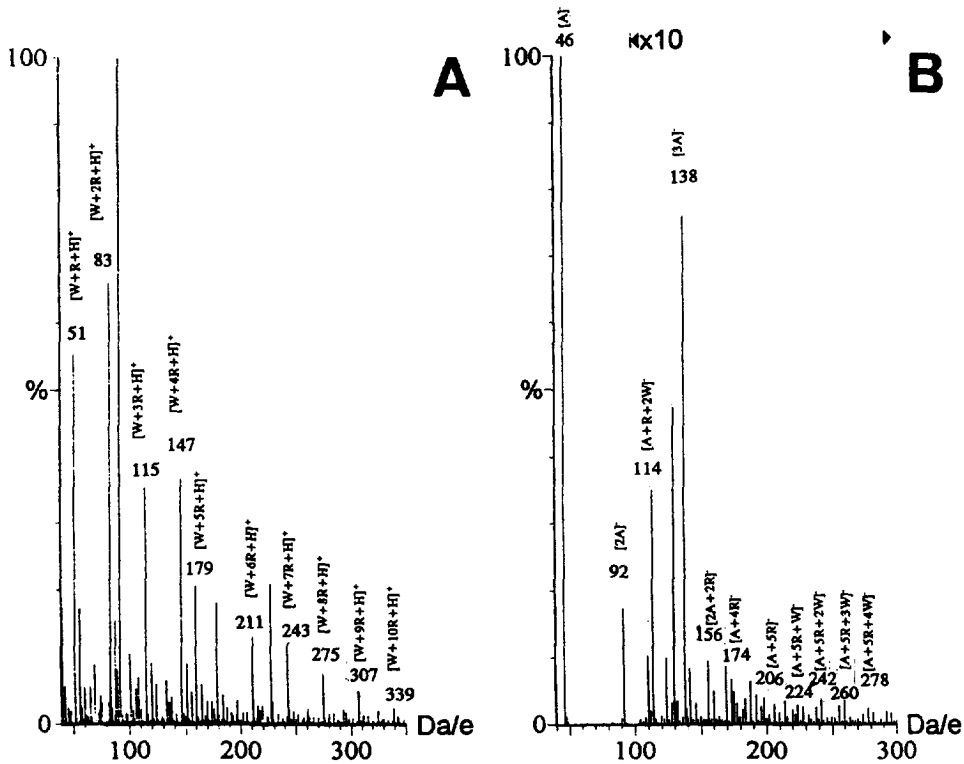 A
100
%
0
[W+R+H]⁺
51
[W+2R+H]⁺
83
[W+3R+H]⁺
115
[W+4R+H]⁺
147
[W+5R+H]⁺
179
[W+6R+H]⁺
211
[W+7R+H]⁺
243
[W+8R+H]⁺
275
[W+9R+H]⁺
307
[W+10R+H]⁺
339
100 200 300
Da/e
B
100
%
0
[A]⁻
46
x10
[2A]⁻
92
[A+R+2W]⁻
114
[3A]⁻
138
[2A+2R]⁻
156
[A+4R]⁻
174
[A+5R]⁻
206
[A+5R+W]⁻
224
[A+5R+2W]⁻
242
[A+5R+3W]⁻
260
[A+5R+4W]⁻
278
100 200 300
Da/e